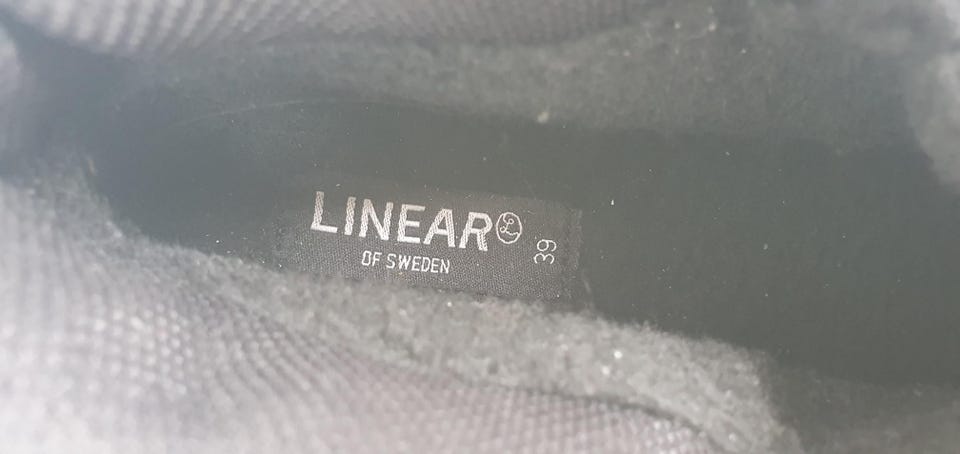 LINEAR Ⓛ
OF SWEDEN
39